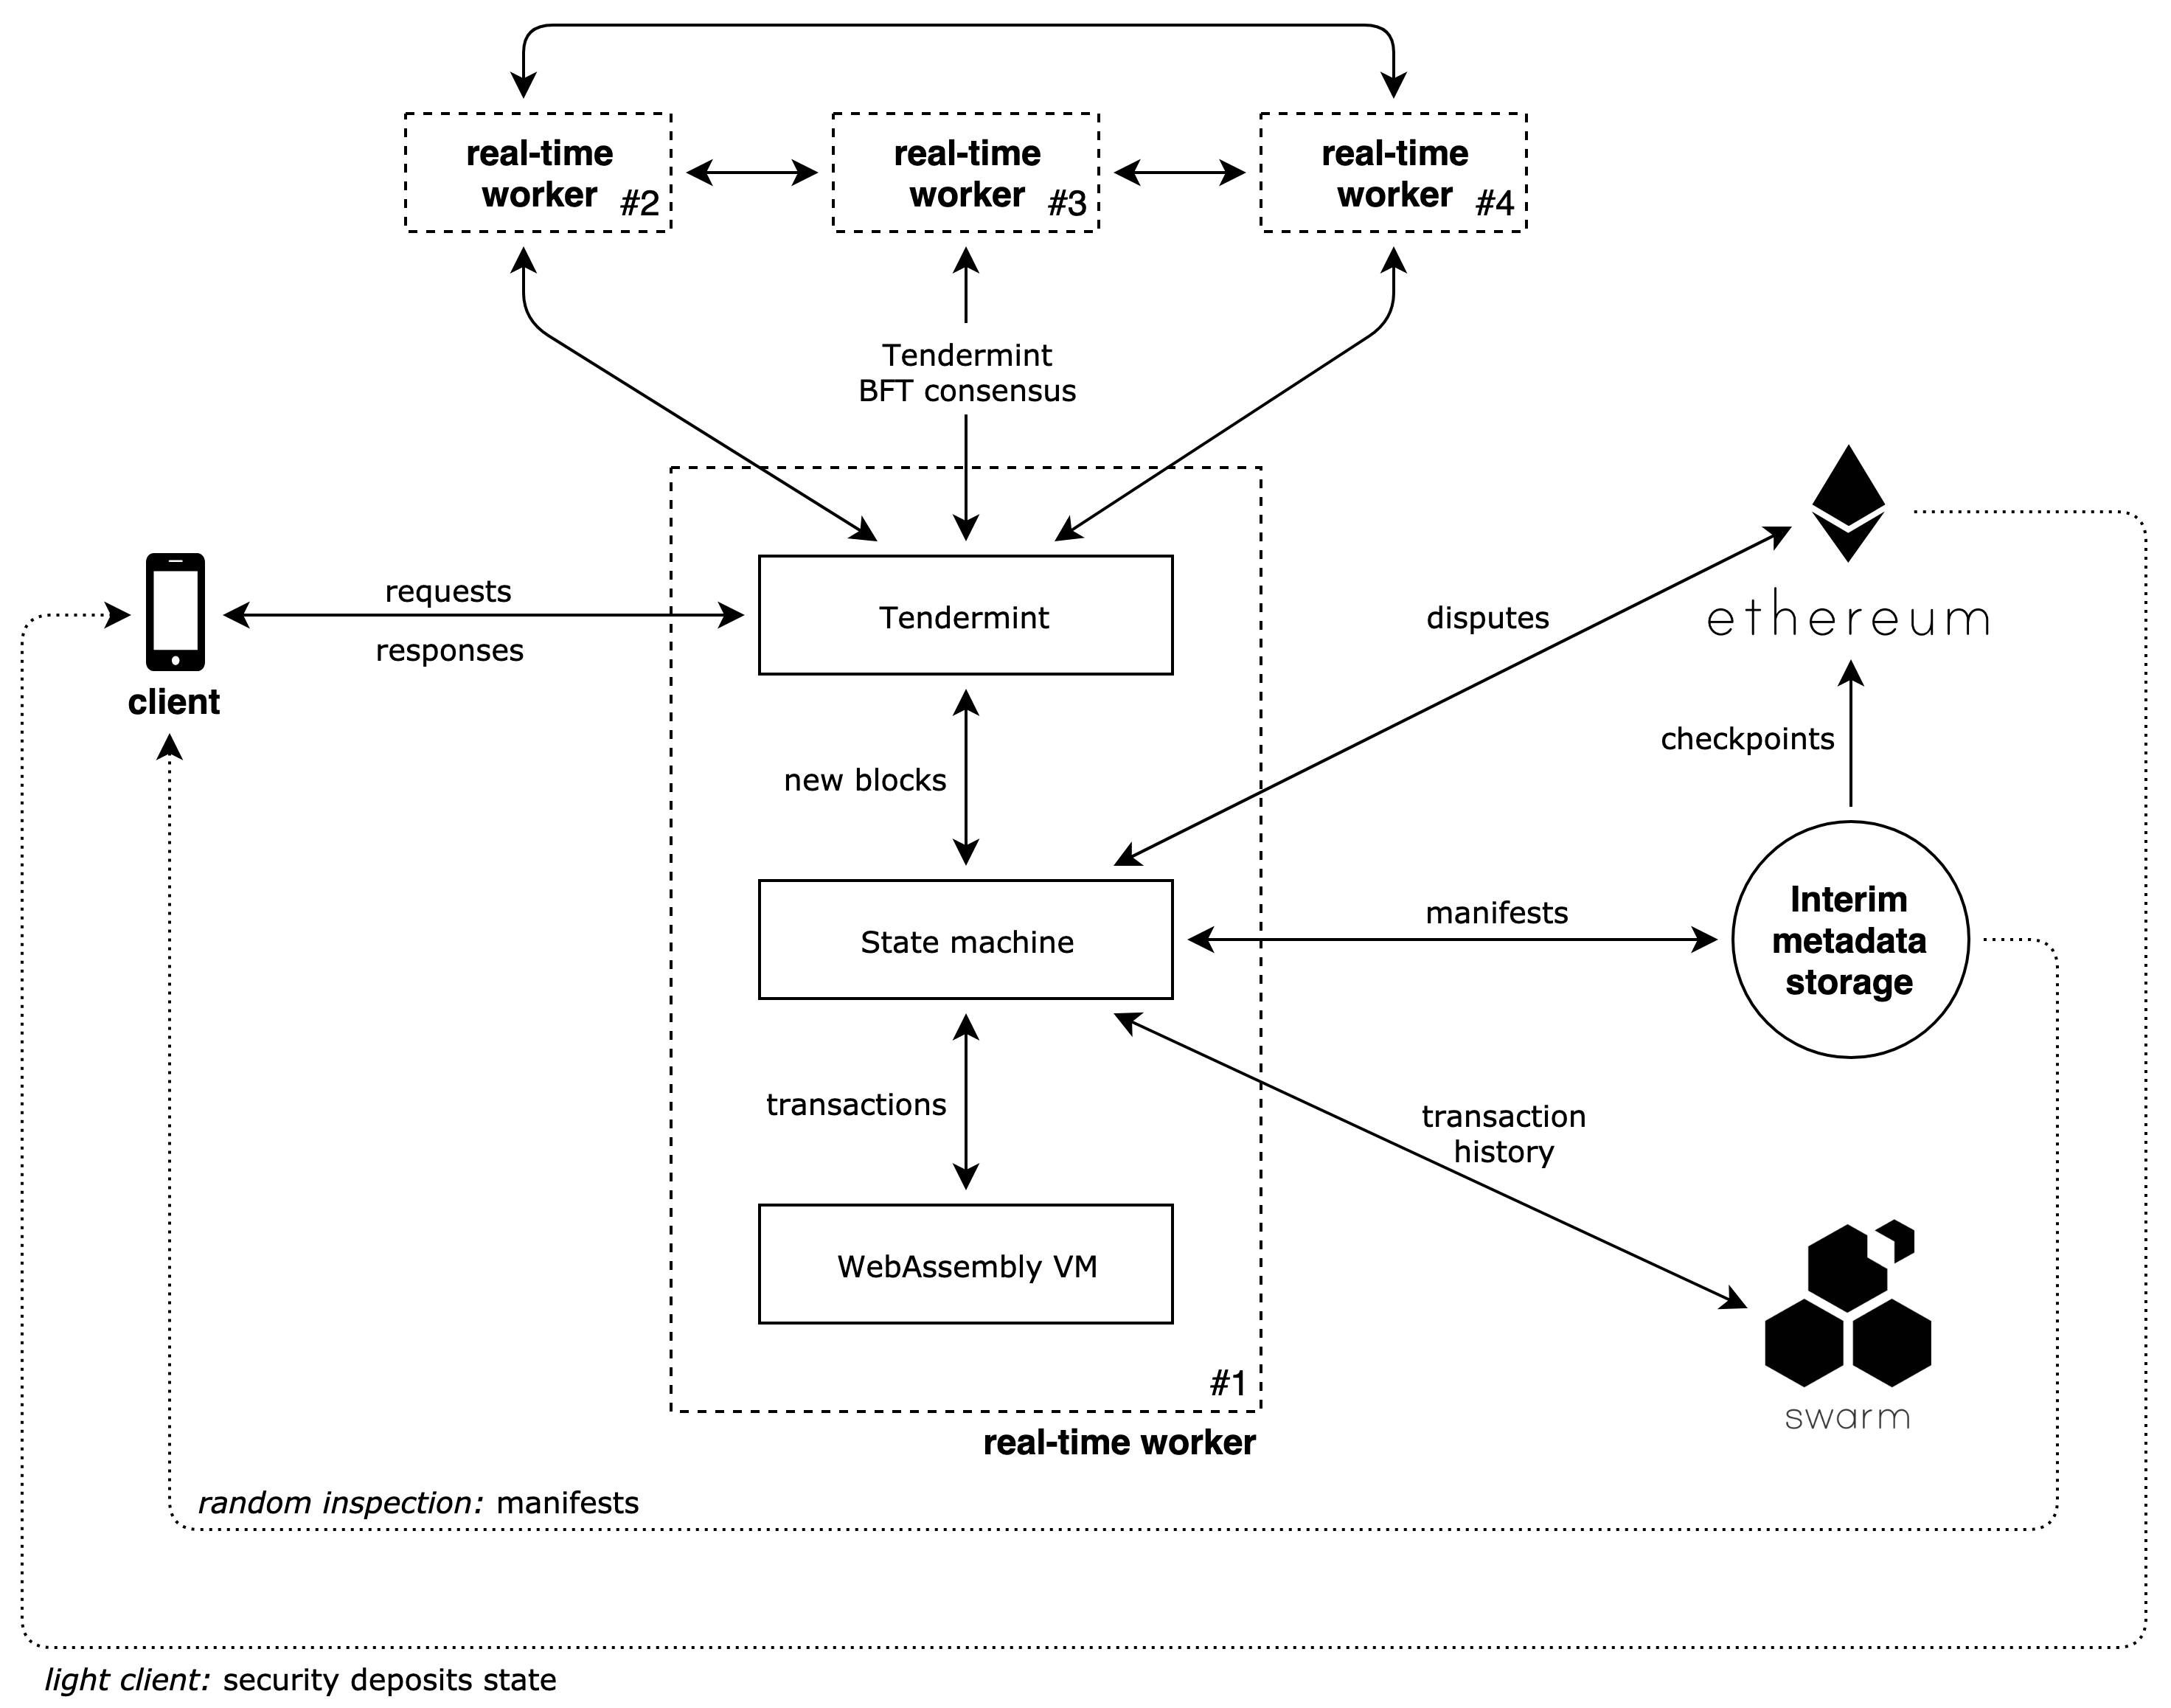 real-time
worker #2
real-time
worker #3
real-time
worker #4
Tendermint
BFT consensus
requests
responses
client
Tendermint
disputes
ethereum
checkpoints
new blocks
State machine
manifests
Interim
metadata
storage
transactions
transaction
history
WebAssembly VM
#1
real-time worker
swarm
random inspection: manifests
light client: security deposits state